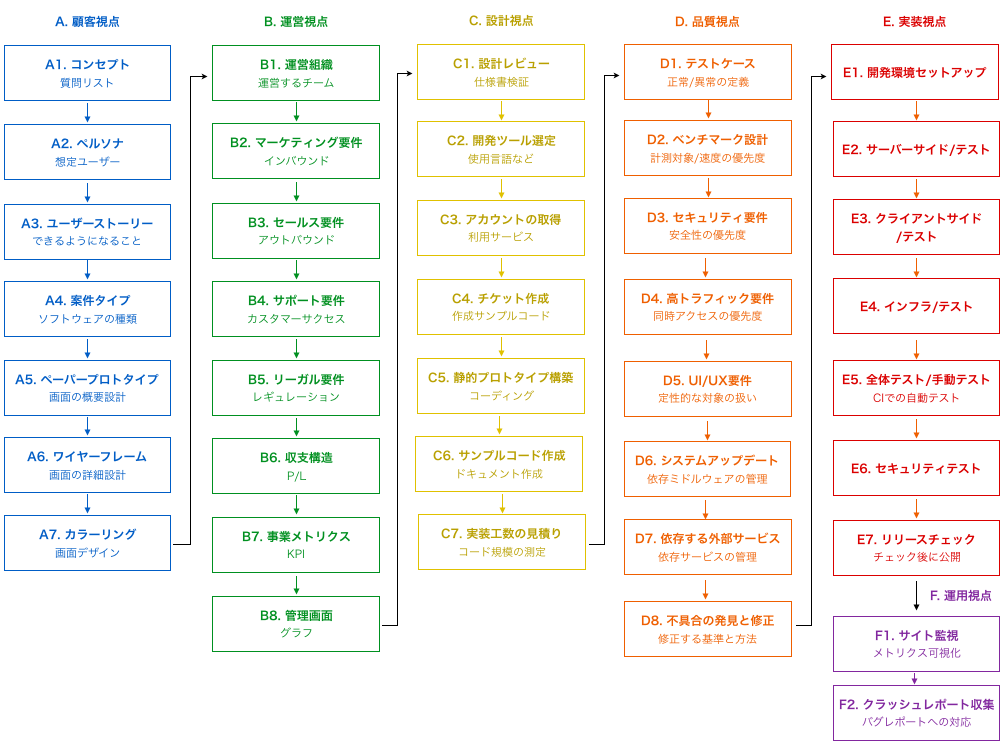 A. 顧客視点
A1. コンセプト
質問リスト
A2. ペルソナ
想定ユーザー
A3. ユーザーストーリー
できるようになること
A4. 案件タイプ
ソフトウェアの種類
A5. ペーパープロトタイプ
画面の概要設計
A6. ワイヤーフレーム
画面の詳細設計
A7. カラーリング
画面デザイン
B. 運営視点
B1. 運営組織
運営するチーム
B2. マーケティング要件
インバウンド
B3. セールス要件
アウトバウンド
B4. サポート要件
カスタマーサクセス
B5. リーガル要件
レギュレーション
B6. 収支構造
P/L
B7. 事業メトリクス
KPI
B8. 管理画面
グラフ
C. 設計視点
C1. 設計レビュー
仕様書検証
C2. 開発ツール選定
使用言語など
C3. アカウントの取得
利用サービス
C4. チケット作成
作成サンプルコード
C5. 静的プロトタイプ構築
コーディング
C6. サンプルコード作成
ドキュメント作成
C7. 実装工数の見積り
コード規模の測定
D. 品質視点
D1. テストケース
正常/異常の定義
D2. ベンチマーク設計
計測対象/速度の優先度
D3. セキュリティ要件
安全性の優先度
D4. 高トラフィック要件
同時アクセスの優先度
D5. UI/UX要件
定性的な対象の扱い
D6. システムアップデート
依存ミドルウェアの管理
D7. 依存する外部サービス
依存サービスの管理
D8. 不具合の発見と修正
修正する基準と方法
E. 実装視点
E1. 開発環境セットアップ
E2. サーバーサイド/テスト
E3. クライアントサイド
/テスト
E4. インフラ/テスト
E5. 全体テスト/手動テスト
CIでの自動テスト
E6. セキュリティテスト
E7. リリースチェック
チェック後に公開
F. 運用視点
F1. サイト監視
メトリクス可視化
F2. クラッシュレポート収集
バグレポートへの対応